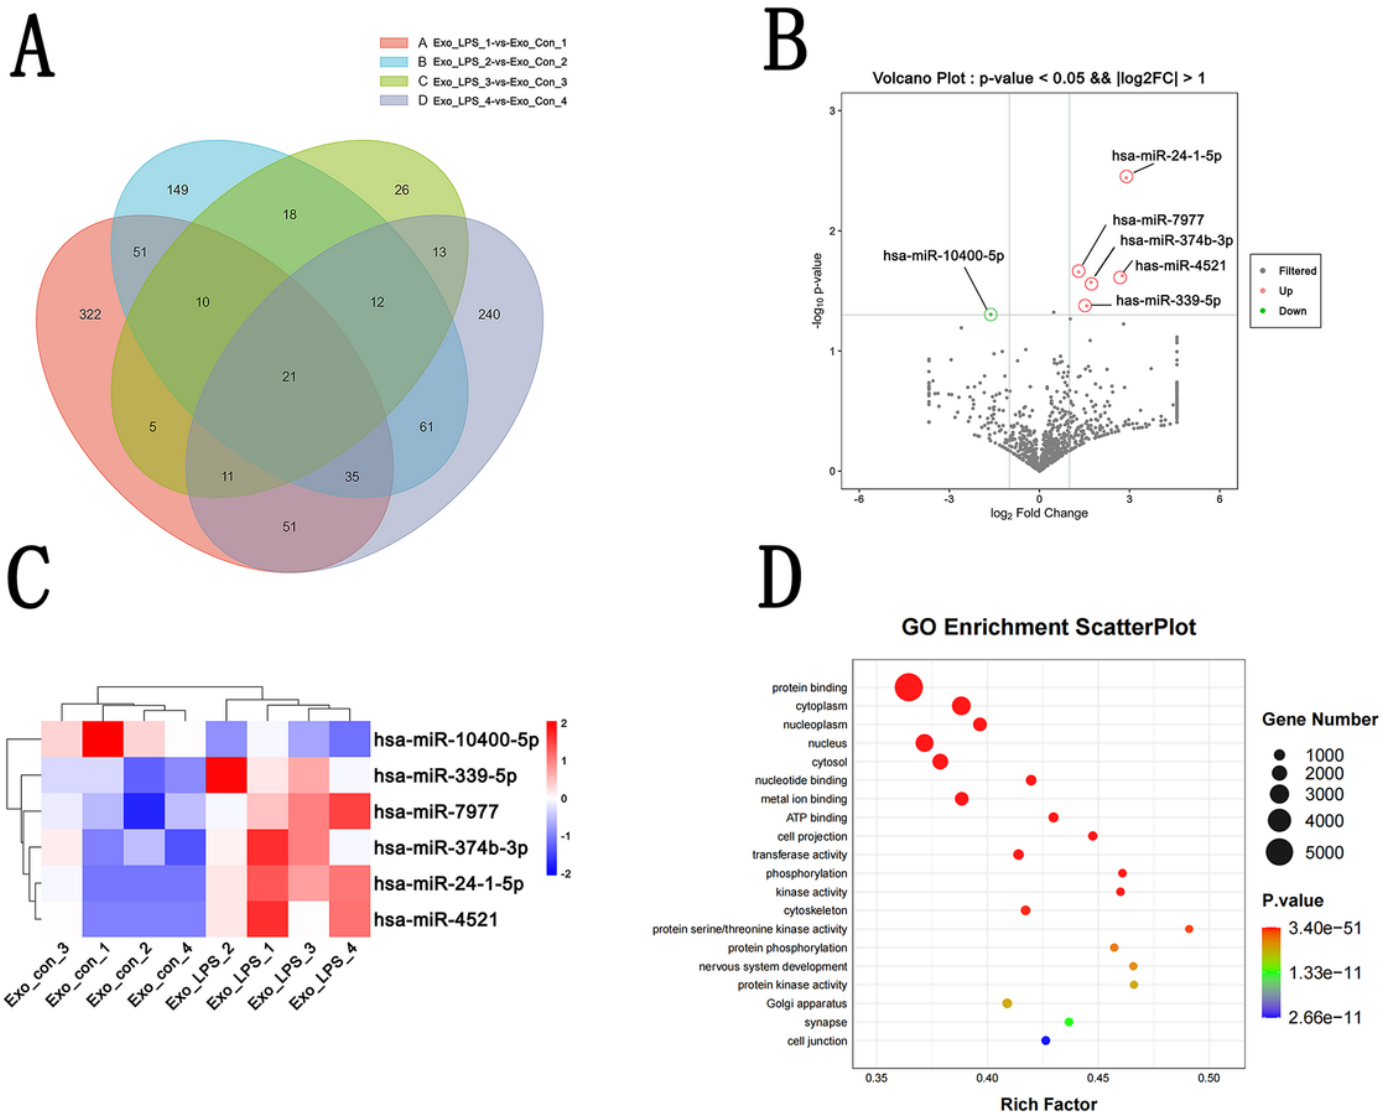 A
A Exo_LPS_1-vs-Exo_Con_1
B Exo_LPS_2-vs-Exo_Con_2
C Exo_LPS_3-vs-Exo_Con_3
D Exo_LPS_4-vs-Exo_Con_4
149
26
18
51
13
10
12
322
240
21
5
61
11
35
51
B
Volcano Plot : p-value < 0.05 && |log2FC| > 1
3
2
1
0
-log10 p-value
hsa-miR-24-1-5p
hsa-miR-7977
hsa-miR-374b-3p
hsa-miR-10400-5p
has-miR-4521
has-miR-339-5p
Filtered
Up
Down
-6
-3
0
3
6
log2 Fold Change
C
2
1
0
-1
-2
hsa-miR-10400-5p
hsa-miR-339-5p
hsa-miR-7977
hsa-miR-374b-3p
hsa-miR-24-1-5p
hsa-miR-4521
Exo_con_3
Exo_con_1
Exo_con_2
Exo_con_4
Exo_LPS_2
Exo_LPS_1
Exo_LPS_3
Exo_LPS_4
D
GO Enrichment ScatterPlot
protein binding
cytoplasm
nucleoplasm
nucleus
cytosol
nucleotide binding
metal ion binding
ATP binding
cell projection
transferase activity
phosphorylation
kinase activity
cytoskeleton
protein serine/threonine kinase activity
protein phosphorylation
nervous system development
protein kinase activity
Golgi apparatus
synapse
cell junction
0.35
0.40
0.45
0.50
Rich Factor
Gene Number
1000
2000
3000
4000
5000
P.value
3.40e−51
1.33e−11
2.66e−11